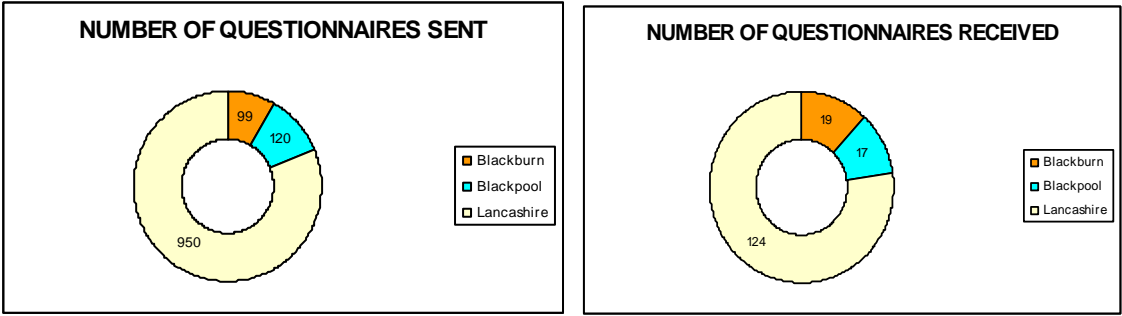 NUMBER OF QUESTIONNAIRES SENT
99
120
950
Blackburn
Blackpool
Lancashire
NUMBER OF QUESTIONNAIRES RECEIVED
19
17
124
Blackburn
Blackpool
Lancashire